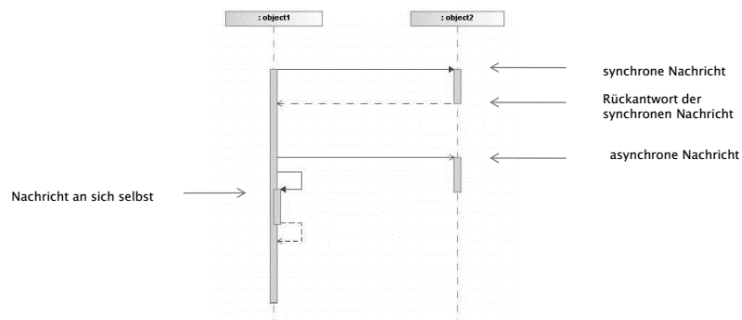 : object1
: object2
synchrone Nachricht
Rückantwort der
synchronen Nachricht
asynchrone Nachricht
Nachricht an sich selbst